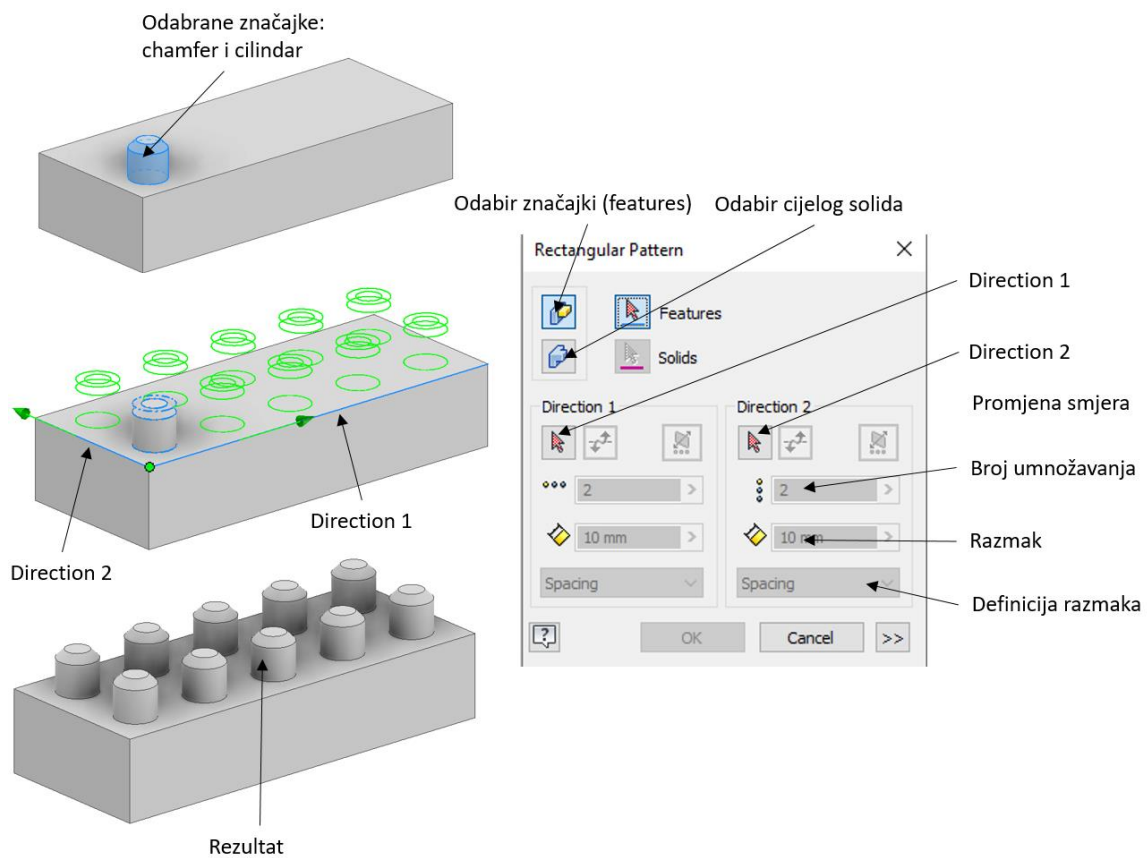 Odabrane značajke:
chamfer i cilindar
Odabir značajki (features)
Odabir cijelog solida
Rectangular Pattern
Features
Solids
Direction 1
Direction 2
2
2
10 mm
10 mm
Spacing
Spacing
?
OK
Cancel
>>
Direction 1
Direction 2
Promjena smjera
Broj umnožavanja
Razmak
Definicija razmaka
Direction 1
Direction 2
Rezultat